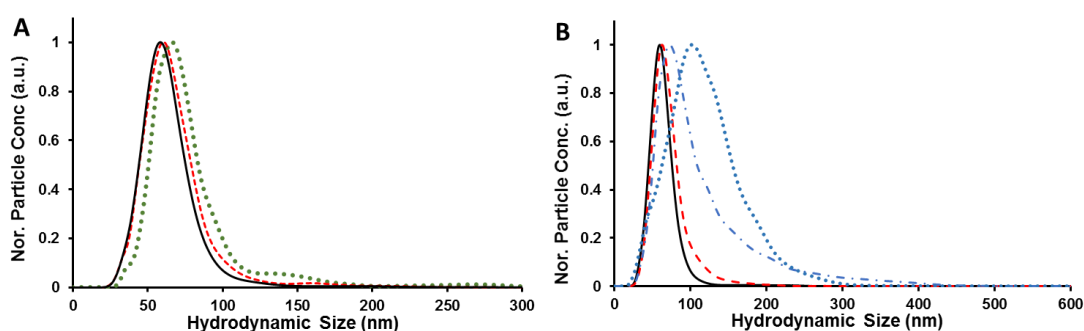 A
Nor. Particle Conc (a.u.)
1
0.8
0.6
0.4
0.2
0
0 50 100 150 200 250 300
Hydrodynamic Size (nm)
B
Nor. Particle Conc. (a.u.)
1
0.8
0.6
0.4
0.2
0
0 100 200 300 400 500 600
Hydrodynamic Size (nm)